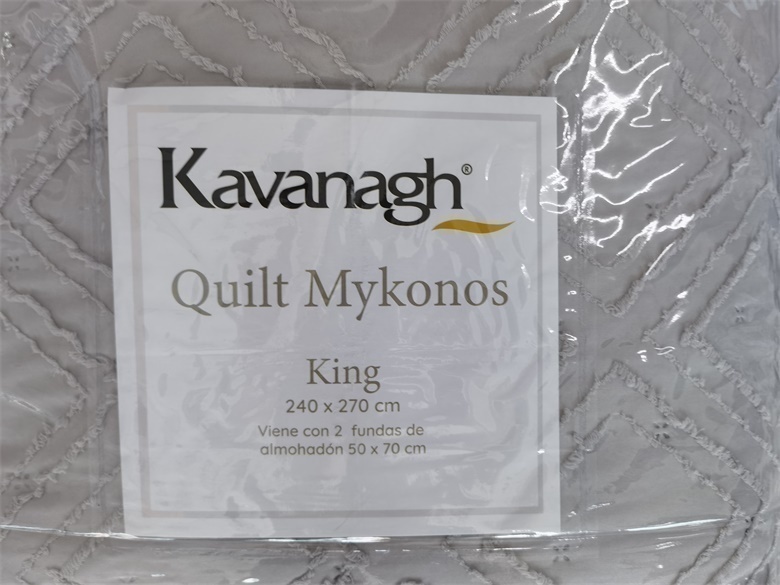 Kavanagh®
Quilt Mykonos
King
240 x 270 cm
Viene con 2 fundas de
almohadón 50 x 70 cm